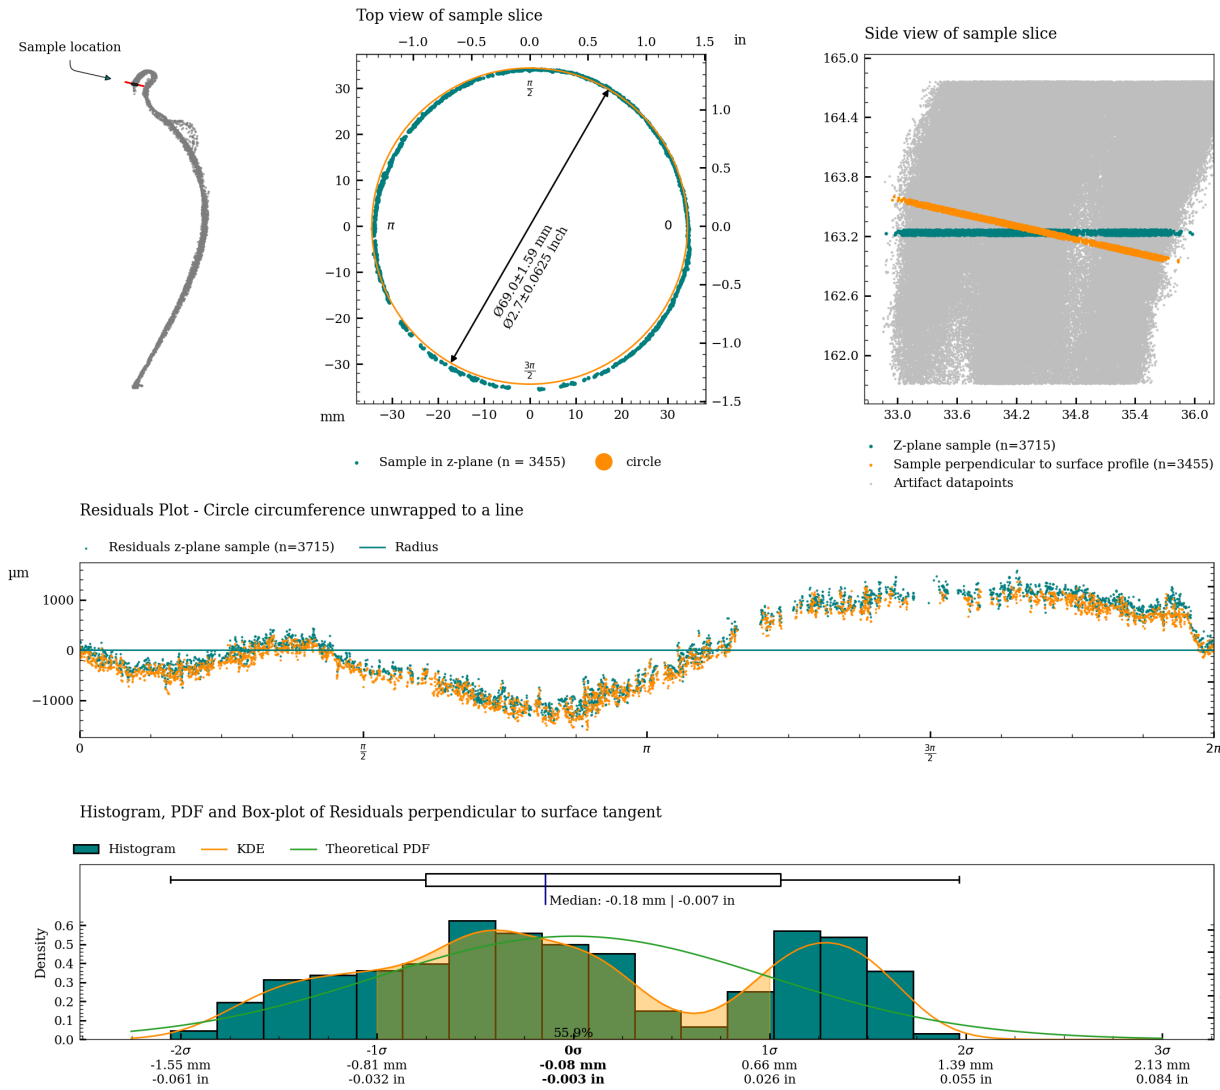 Sample location
Top view of sample slice
−1.0 −0.5 0.0 0.5 1.0 1.5 in
30
20
10
0
−10
−20
−30
mm
1.0
0.5
0.0
−0.5
−1.0
−1.5
π/2
π
0
3π/2
Ø69.0±1.59 mm
Ø2.7±0.0625 inch
−30 −20 −10 0 10 20 30
Sample in z-plane (n = 3455)
circle
Side view of sample slice
165.0
164.4
163.8
163.2
162.6
162.0
33.0 33.6 34.2 34.8 35.4 36.0
Z-plane sample (n=3715)
Sample perpendicular to surface profile (n=3455)
Artifact datapoints
Residuals Plot - Circle circumference unwrapped to a line
Residuals z-plane sample (n=3715)
Radius
µm
1000
0
−1000
0 π/2 π 3π/2 2π
Histogram, PDF and Box-plot of Residuals perpendicular to surface tangent
Histogram
KDE
Theoretical PDF
Median: -0.18 mm | -0.007 in
Density
0.6
0.5
0.4
0.3
0.2
0.1
0.0
55.9%
-2σ -1σ 0σ 1σ 2σ 3σ
-1.55 mm -0.81 mm -0.08 mm 0.66 mm 1.39 mm 2.13 mm
-0.061 in -0.032 in -0.003 in 0.026 in 0.055 in 0.084 in